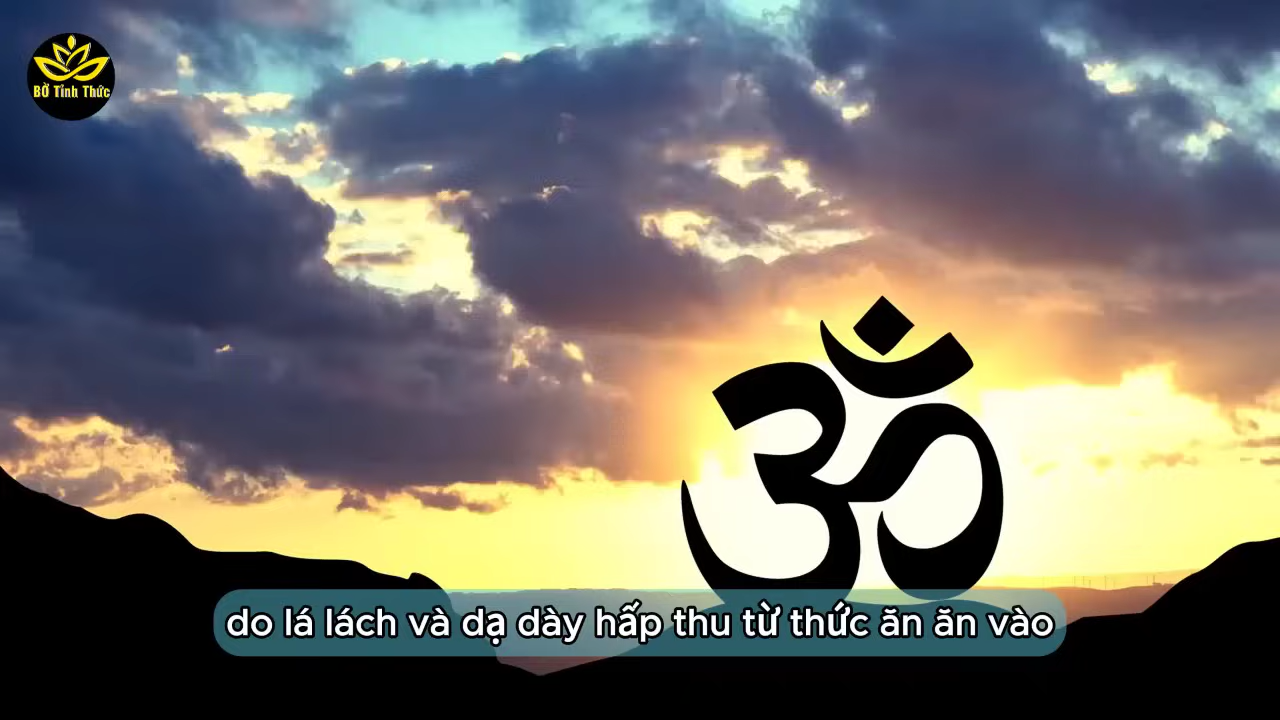 BỜ Tỉnh Thức
ॐ
do lá lách và dạ dày hấp thu từ thức ăn ăn vào